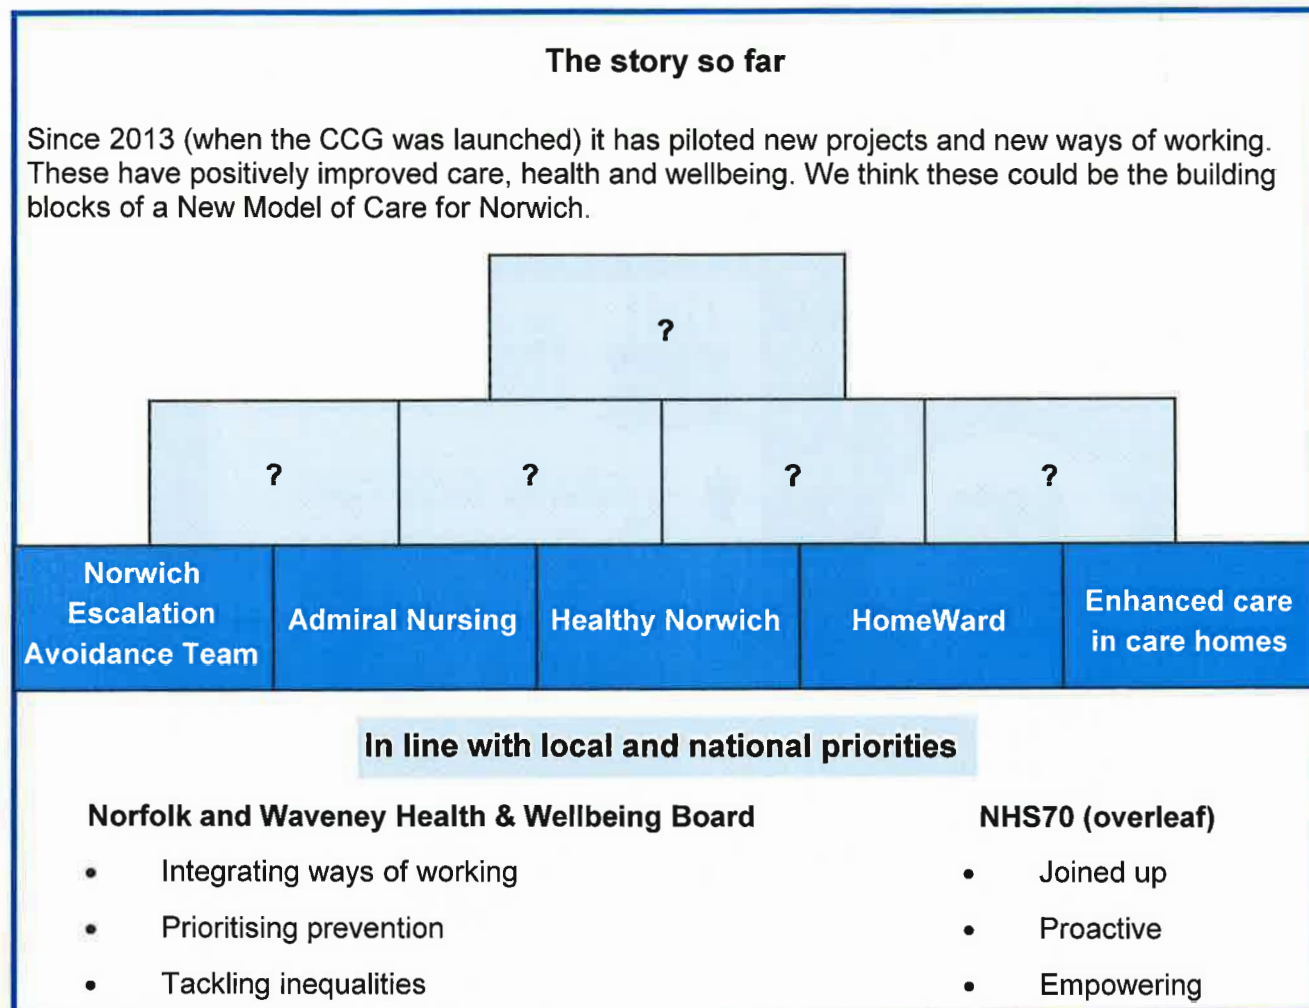 The story so far
Since 2013 (when the CCG was launched) it has piloted new projects and new ways of working.
These have positively improved care, health and wellbeing. We think these could be the building
blocks of a New Model of Care for Norwich.
?
? ? ? ?
Norwich
Escalation
Avoidance Team
Admiral Nursing
Healthy Norwich
HomeWard
Enhanced care
in care homes
In line with local and national priorities
Norfolk and Waveney Health & Wellbeing Board
• Integrating ways of working
• Prioritising prevention
• Tackling inequalities
NHS70 (overleaf)
• Joined up
• Proactive
• Empowering